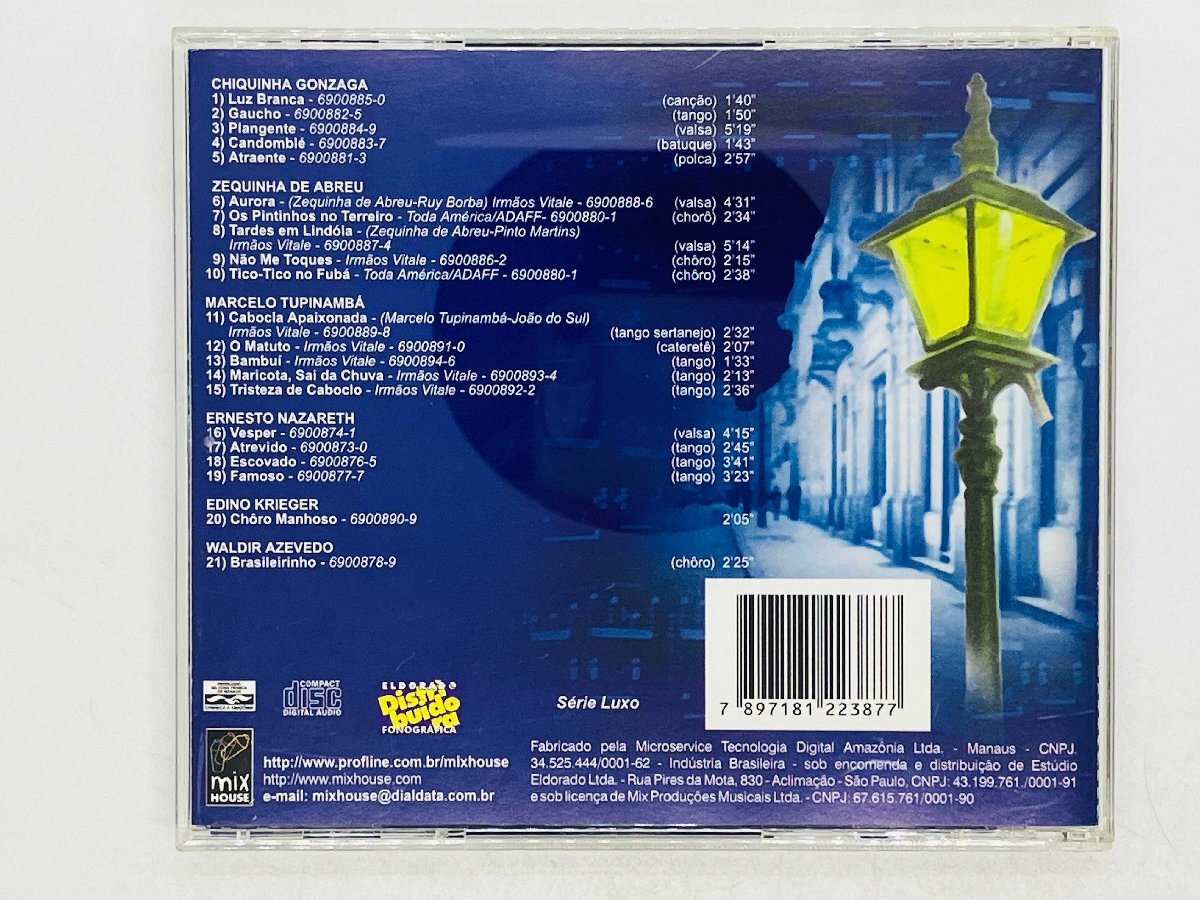 CHIQUINHA GONZAGA
1) Luz Branca - 6900885-0 (canção) 1'40"
2) Gaucho - 6900882-5 (tango) 1'50"
3) Plangente - 6900884-9 (valsa) 5'19"
4) Candomblé - 6900883-7 (batuque) 1'43"
5) Atraente - 6900881-3 (polca) 2'57"
ZEQUINHA DE ABREU
6) Aurora - (Zequinha de Abreu-Ruy Borba) Irmãos Vitale - 6900888-6 (valsa) 4'31"
7) Os Pintinhos no Terreiro - Toda América/ADAFF- 6900880-1 (chorô) 2'34"
8) Tardes em Lindóia - (Zequinha de Abreu-Pinto Martins)
Irmãos Vitale - 6900887-4 (valsa) 5'14"
9) Não Me Toques - Irmãos Vitale - 6900886-2 (chôro) 2'15"
10) Tico-Tico no Fubá - Toda América/ADAFF - 6900880-1 (chôro) 2'38"
MARCELO TUPINAMBÁ
11) Cabocla Apaixonada - (Marcelo Tupinambá-João do Sul)
Irmãos Vitale - 6900889-8 (tango sertanejo) 2'32"
12) O Matuto - Irmãos Vitale - 6900891-0 (cateretê) 2'07"
13) Bambuí - Irmãos Vitale - 6900894-6 (tango) 1'33"
14) Maricota, Sai da Chuva - Irmãos Vitale - 6900893-4 (tango) 2'13"
15) Tristeza de Caboclo - Irmãos Vitale - 6900892-2 (tango) 2'36"
ERNESTO NAZARETH
16) Vesper - 6900874-1 (valsa) 4'15"
17) Atrevido - 6900873-0 (tango) 2'45"
18) Escovado - 6900876-5 (tango) 3'41"
19) Famoso - 6900877-7 (tango) 3'23"
EDINO KRIEGER
20) Chôro Manhoso - 6900890-9 2'05"
WALDIR AZEVEDO
21) Brasileirinho - 6900878-9 (chôro) 2'25"
COMPACT
disc
DIGITAL AUDIO
ELDORADO
Distri
buido
ra
FONOGRÁFICA
Série Luxo
7 897181 223877
mix
HOUSE
http://www.profline.com.br/mixhouse
http://www.mixhouse.com
e-mail: mixhouse@dialdata.com.br
Fabricado pela Microservice Tecnologia Digital Amazônia Ltda. - Manaus - CNPJ.
34.525.444/0001-62 - Indústria Brasileira - sob encomenda e distribuição de Estúdio
Eldorado Ltda. - Rua Pires da Mota, 830 - Aclimação - São Paulo. CNPJ: 43.199.761./0001-91
e sob licença de Mix Produções Musicais Ltda. - CNPJ: 67.615.761/0001-90